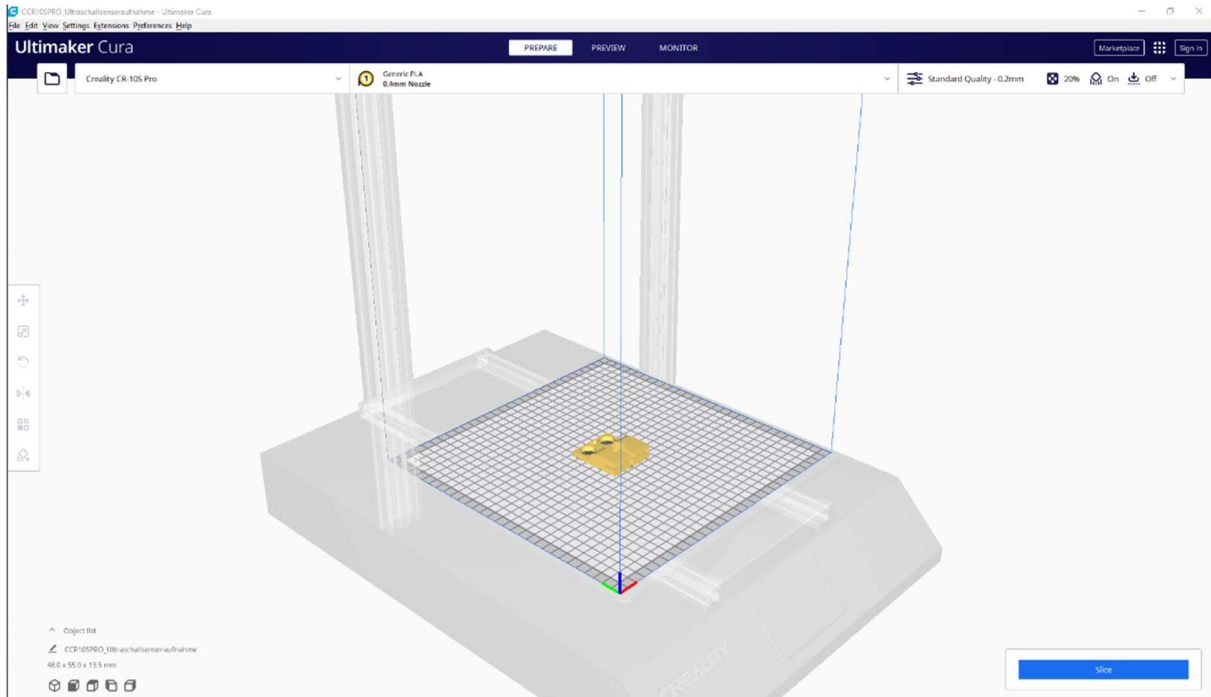 CCR10SPRO_Ultraschallsensoraufnahme - Ultimaker Cura
File Edit View Settings Extensions Preferences Help
Ultimaker Cura
PREPARE PREVIEW MONITOR
Marketplace Sign in
Creality CR-10S Pro
1
Generic PLA
0.4mm Nozzle
Standard Quality - 0.2mm
20%
On
Off
CREALITY
Object list
CCR10SPRO_Ultraschallsensoraufnahme
48.0 x 55.0 x 13.5 mm
Slice